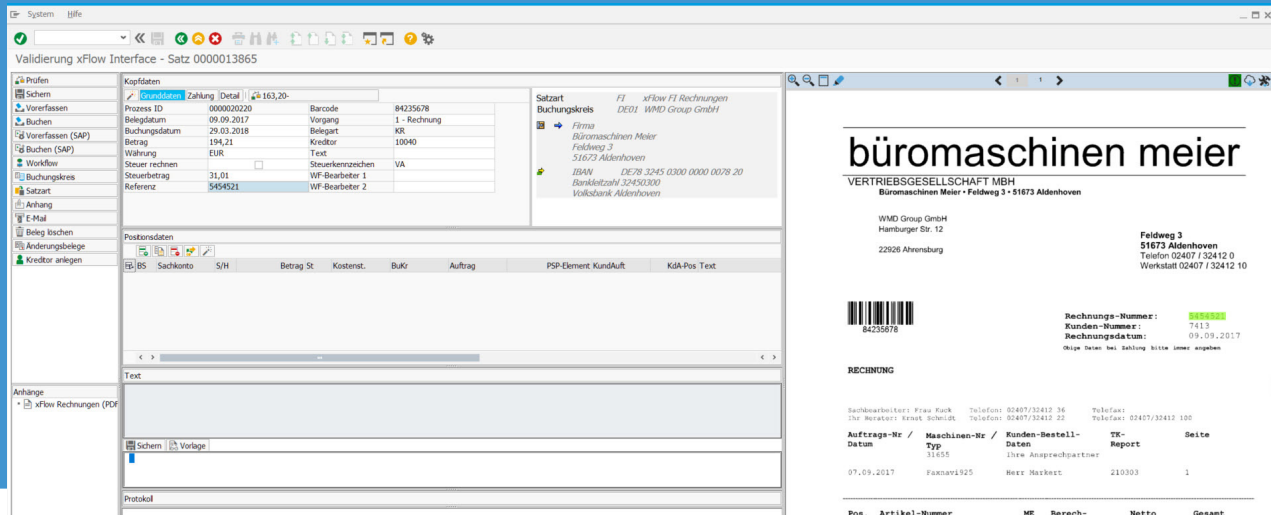 System Hilfe
Validierung xFlow Interface - Satz 0000013865
Prüfen
Sichern
Vorerfassen
Buchen
Vorerfassen (SAP)
Buchen (SAP)
Workflow
Buchungskreis
Satzart
Anhang
E-Mail
Beleg löschen
Änderungsbelege
Kreditor anlegen
Anhänge
xFlow Rechnungen (PDF
Kopfdaten
Grunddaten Zahlung Detail 163,20-
Prozess ID 0000020220 Barcode 84235678
Belegdatum 09.09.2017 Vorgang 1 - Rechnung
Buchungsdatum 29.03.2018 Belegart KR
Betrag 194,21 Kreditor 10040
Währung EUR Text
Steuer rechnen Steuerkennzeichen VA
Steuerbetrag 31,01 WF-Bearbeiter 1
Referenz 5454521 WF-Bearbeiter 2
Satzart FI xFlow FI Rechnungen
Buchungskreis DE01 WMD Group GmbH
Firma
Büromaschinen Meier
Feldweg 3
51673 Aldenhoven
IBAN DE78 3245 0300 0000 0078 20
Bankleitzahl 32450300
Volksbank Aldenhoven
Positionsdaten
BS Sachkonto S/H Betrag St Kostenst. BuKr Auftrag PSP-Element KundAuft KdA-Pos Text
Text
Sichern Vorlage
Protokoll
1 1
büromaschinen meier
VERTRIEBSGESELLSCHAFT MBH
Büromaschinen Meier • Feldweg 3 • 51673 Aldenhoven
WMD Group GmbH
Hamburger Str. 12
22926 Ahrensburg
Feldweg 3
51673 Aldenhoven
Telefon 02407 / 32412 0
Werkstatt 02407 / 32412 10
84235678
Rechnungs-Nummer: 5454521
Kunden-Nummer: 7413
Rechnungsdatum: 09.09.2017
Obige Daten bei Zahlung bitte immer angeben
RECHNUNG
Sachbearbeiter: Frau Kuck Telefon: 02407/32412 36 Telefax:
Ihr Berater: Ernst Schmidt Telefon: 02407/32412 22 Telefax: 02407/32412 100
Auftrags-Nr / Maschinen-Nr / Kunden-Bestell- TK- Seite
Datum Typ Daten Report
31655 Ihre Ansprechpartner
07.09.2017 Faxnavi925 Herr Markert 210303 1
Pos Artikel-Nummer ME Berech- Netto Gesamt